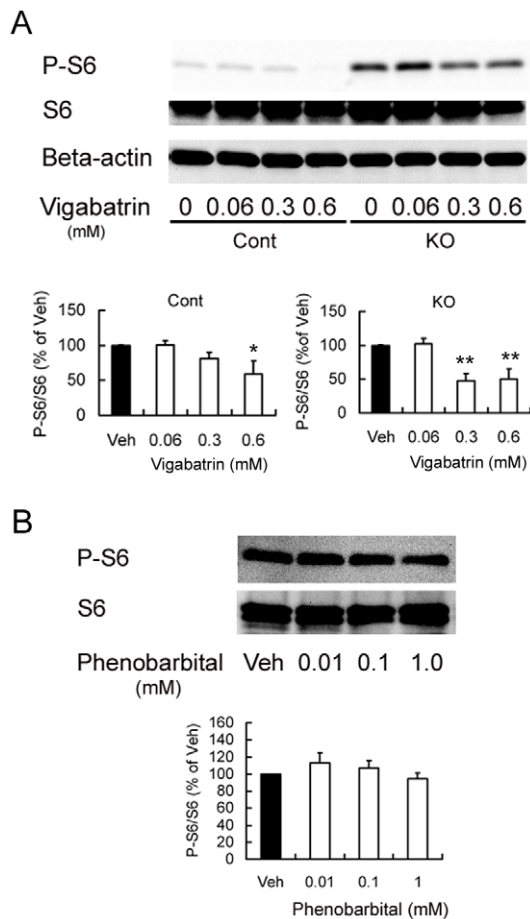 A
P-S6
S6
Beta-actin
Vigabatrin 0 0.06 0.3 0.6 0 0.06 0.3 0.6
(mM)
Cont KO
Cont
P-S6/S6 (% of Veh)
150
100
50
0
*
Veh 0.06 0.3 0.6
Vigabatrin (mM)
KO
P-S6/S6 (%of Veh)
150
100
50
0
** **
Veh 0.06 0.3 0.6
Vigabatrin (mM)
B
P-S6
S6
Phenobarbital Veh 0.01 0.1 1.0
(mM)
P-S6/S6 (% of Veh)
160
140
120
100
80
60
40
20
0
Veh 0.01 0.1 1
Phenobarbital (mM)